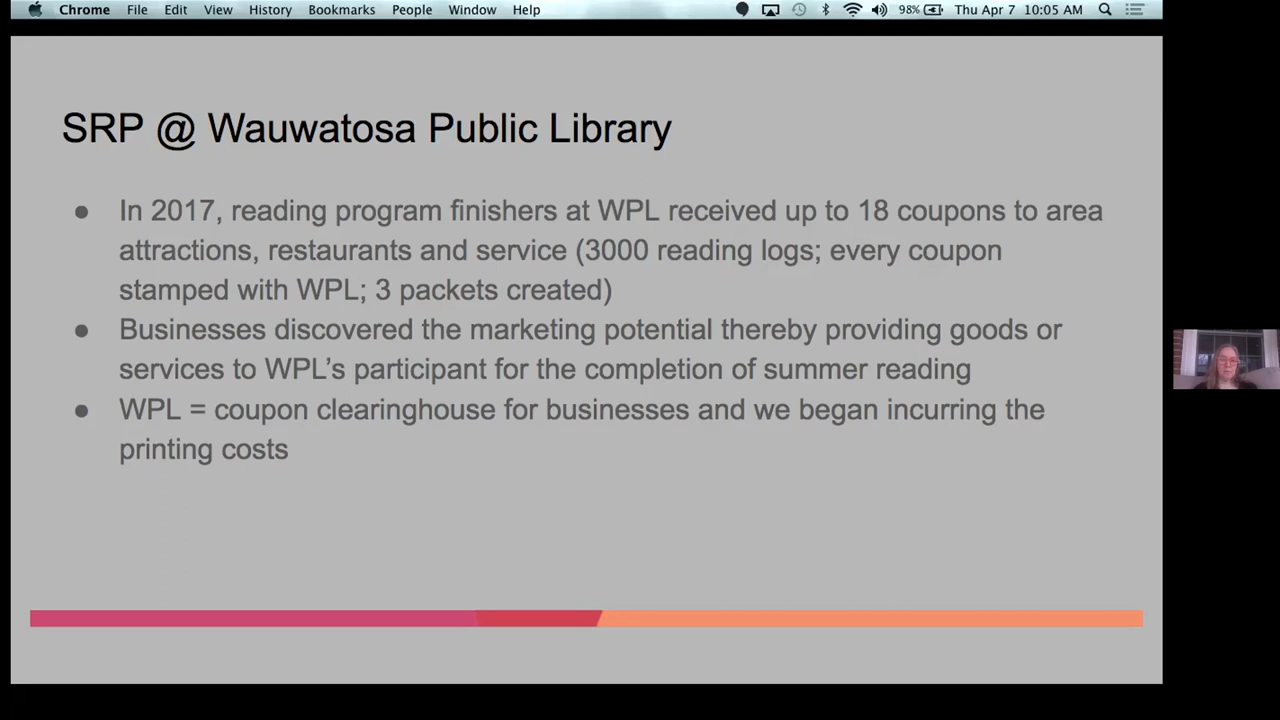 Chrome File Edit View History Bookmarks People Window Help 98% Thu Apr 7 10:05 AM
SRP @ Wauwatosa Public Library
● In 2017, reading program finishers at WPL received up to 18 coupons to area
attractions, restaurants and service (3000 reading logs; every coupon
stamped with WPL; 3 packets created)
● Businesses discovered the marketing potential thereby providing goods or
services to WPL’s participant for the completion of summer reading
● WPL = coupon clearinghouse for businesses and we began incurring the
printing costs